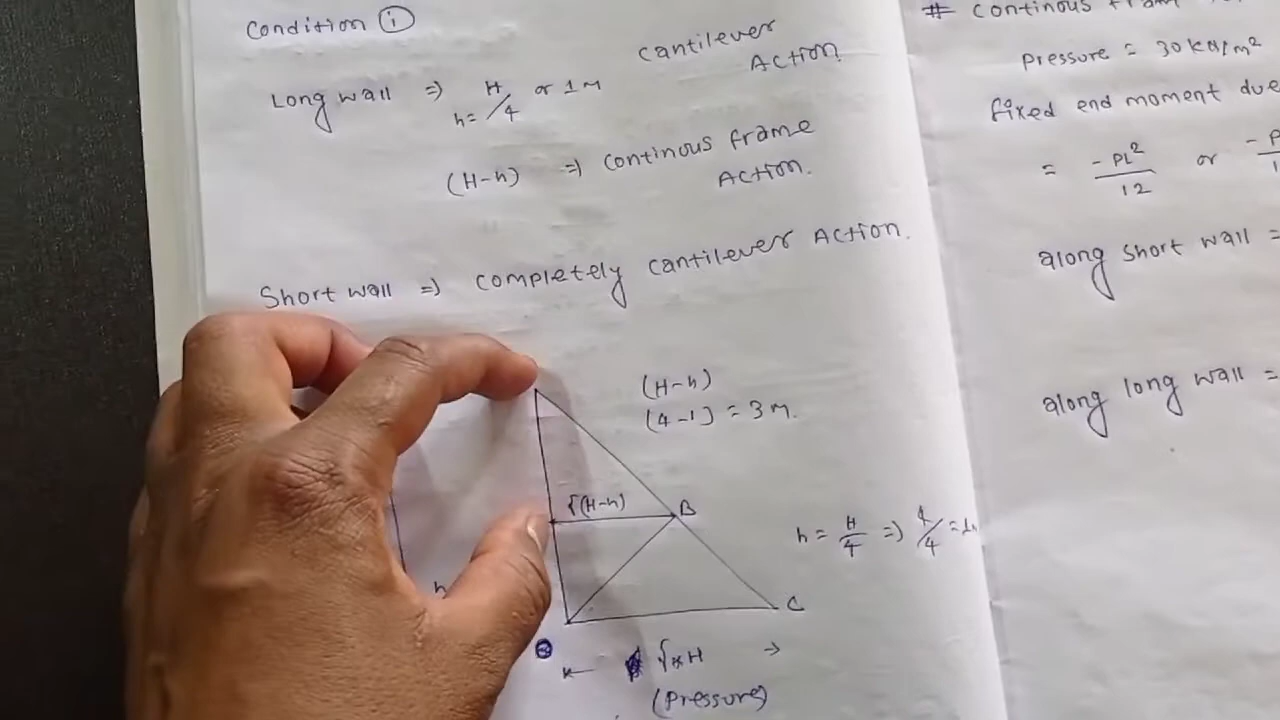 Condition ①
Cantilever
Action
Long wall ⇒ h = H/4 or 1M
(H-h) ⇒ Continous Frame
Action.
Short wall ⇒ completely cantilever Action.
(H-h)
(4-1) = 3M.
(H-h)
B
h = H/4 ⇒ 4/4 =
h
C
H
(Pressure)
# Continous
Pressure = 30 kN/m²
Fixed end moment due
= -PL²/12 or
along short wall =
along long wall =